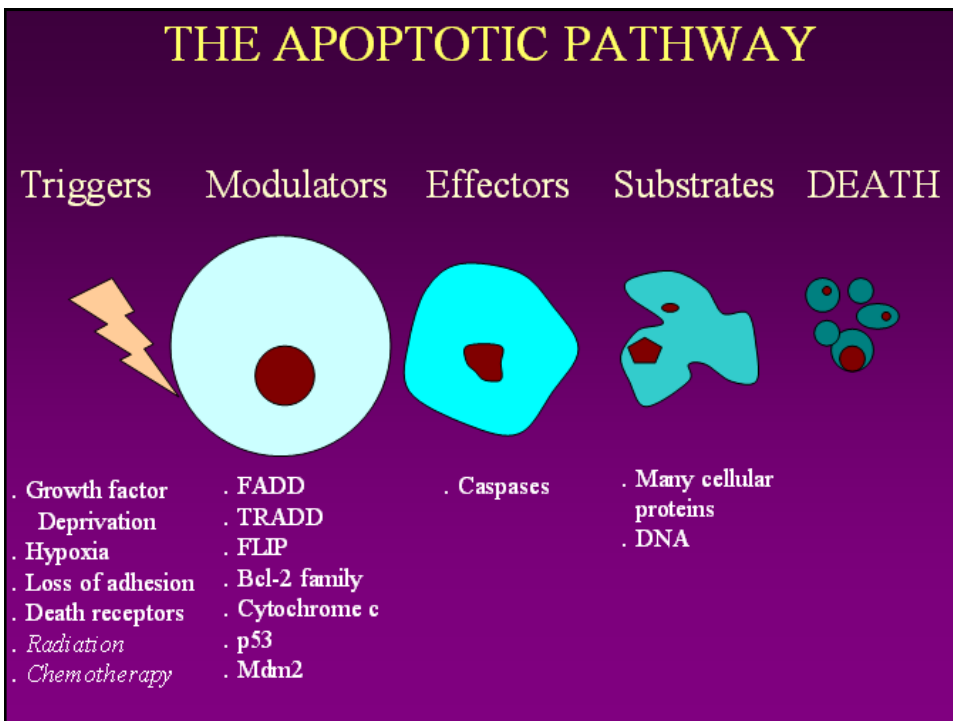 THE APOPTOTIC PATHWAY
Triggers
Modulators
Effectors
Substrates
DEATH
. Growth factor
Deprivation
. Hypoxia
. Loss of adhesion
. Death receptors
. Radiation
. Chemotherapy
. FADD
. TRADD
. FLIP
. Bcl-2 family
. Cytochrome c
. p53
. Mdm2
. Caspases
. Many cellular
proteins
. DNA